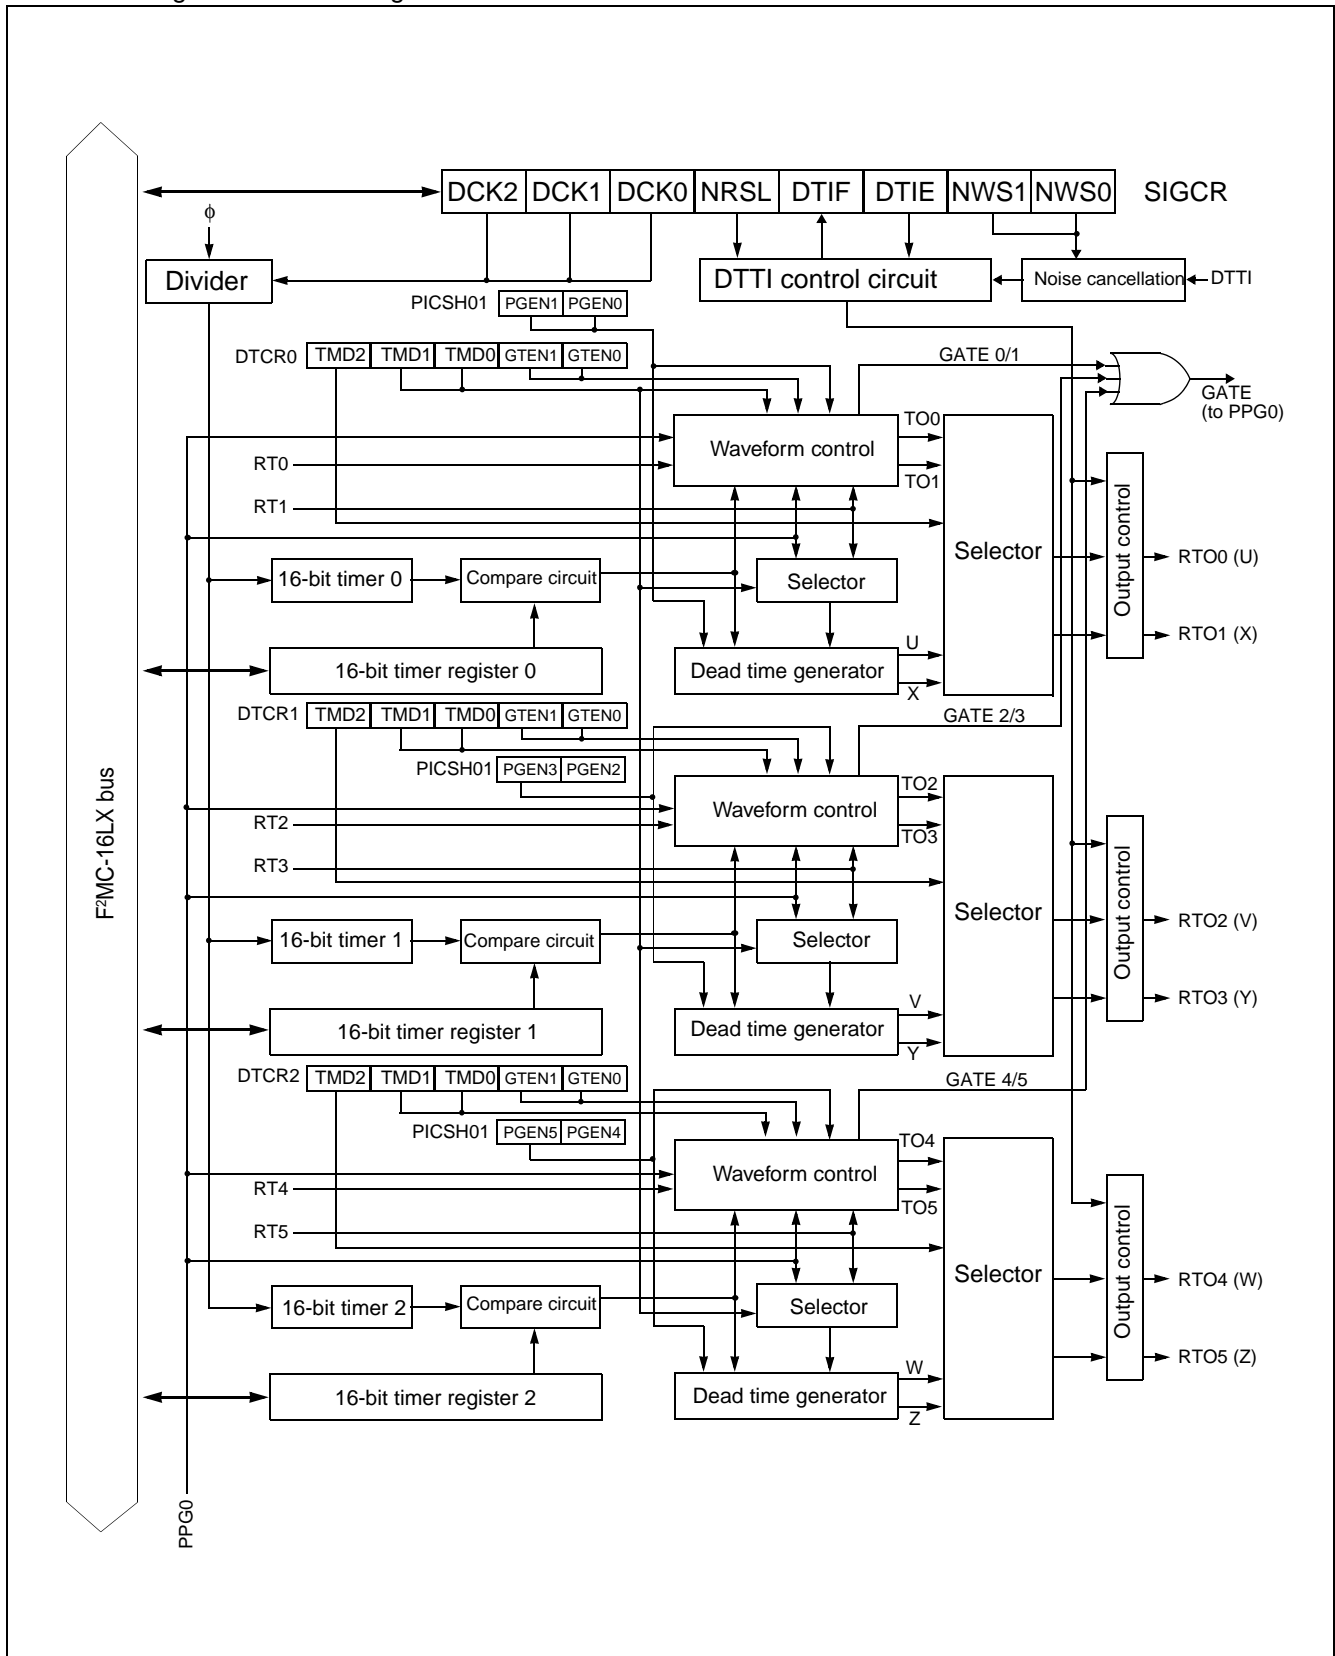 DCK2 DCK1 DCK0 NRSL DTIF DTIE NWS1 NWS0 SIGCR
ϕ
Divider
DTTI control circuit
Noise cancellation
DTTI
PICSH01 PGEN1 PGEN0
DTCR0 TMD2 TMD1 TMD0 GTEN1 GTEN0
GATE 0/1
GATE
(to PPG0)
Waveform control
TO0
TO1
RT0
RT1
Selector
Output control
RTO0 (U)
RTO1 (X)
16-bit timer 0
Compare circuit
Selector
16-bit timer register 0
Dead time generator
U
X
DTCR1 TMD2 TMD1 TMD0 GTEN1 GTEN0
GATE 2/3
PICSH01 PGEN3 PGEN2
Waveform control
TO2
TO3
RT2
RT3
Selector
Output control
RTO2 (V)
RTO3 (Y)
16-bit timer 1
Compare circuit
Selector
16-bit timer register 1
Dead time generator
V
Y
DTCR2 TMD2 TMD1 TMD0 GTEN1 GTEN0
GATE 4/5
PICSH01 PGEN5 PGEN4
Waveform control
TO4
TO5
RT4
RT5
Selector
Output control
RTO4 (W)
RTO5 (Z)
16-bit timer 2
Compare circuit
Selector
16-bit timer register 2
Dead time generator
W
Z
F²MC-16LX bus
PPG0